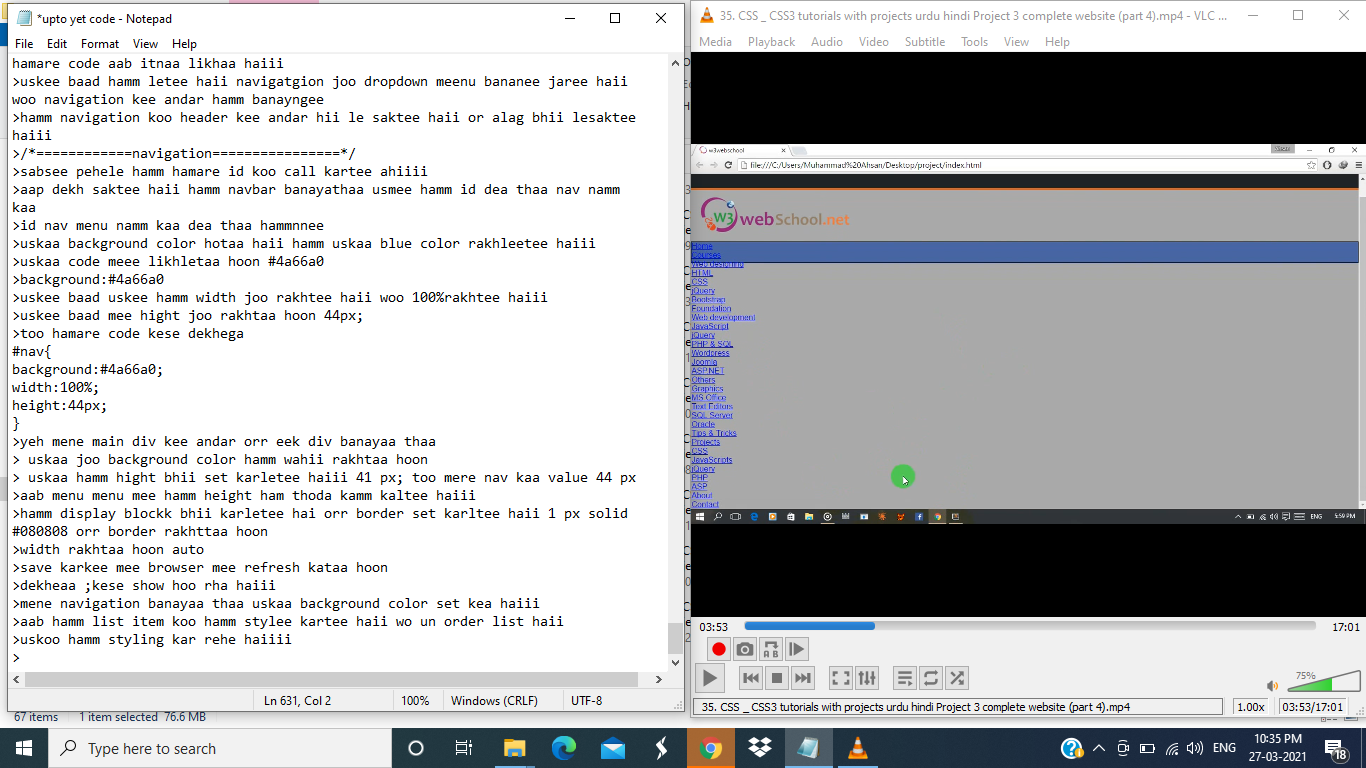 *upto yet code - Notepad
File Edit Format View Help
hamare code aab itnaa likhaa haiii
>uskee baad hamm letee haii navigatgion joo dropdown meenu bananee jaree haii
woo navigation kee andar hamm banayngee
>hamm navigation koo header kee andar hii le saktee haii or alag bhii lesaktee
haiii
>/*============navigation================*/
>sabsee pehele hamm hamare id koo call kartee ahiiii
>aap dekh saktee haii hamm navbar banayathaa usmee hamm id dea thaa nav namm
kaa
>id nav menu namm kaa dea thaa hammnnee
>uskaa background color hotaa haii hamm uskaa blue color rakhleetee haiii
>uskaa code meee likhletaa hoon #4a66a0
>background:#4a66a0
>uskee baad uskee hamm width joo rakhtee haii woo 100%rakhtee haiii
>uskee baad mee hight joo rakhtaa hoon 44px;
>too hamare code kese dekhega
#nav{
background:#4a66a0;
width:100%;
height:44px;
}
>yeh mene main div kee andar orr eek div banayaa thaa
> uskaa joo background color hamm wahii rakhtaa hoon
> uskaa hamm hight bhii set karletee haiii 41 px; too mere nav kaa value 44 px
>aab menu menu mee hamm height ham thoda kamm kaltee haiii
>hamm display blockk bhii karletee hai orr border set karltee haii 1 px solid
#080808 orr border rakhttaa hoon
>width rakhtaa hoon auto
>save karkee mee browser mee refresh kataa hoon
>dekheaa ;kese show hoo rha haiii
>mene navigation banayaa thaa uskaa background color set kea haiii
>aab hamm list item koo hamm stylee kartee haii wo un order list haii
>uskoo hamm styling kar rehe haiiii
>
Ln 631, Col 2 100% Windows (CRLF) UTF-8
67 items 1 item selected 76.6 MB
35. CSS _ CSS3 tutorials with projects urdu hindi Project 3 complete website (part 4).mp4 - VLC ...
Media Playback Audio Video Subtitle Tools View Help
w3webschool
file:///C:/Users/Muhammad%20Ahsan/Desktop/project/index.html
W3 webSchool.net
Home
Courses
Web designing
HTML
CSS
jQuery
Bootstrap
Foundation
Web development
JavaScript
jQuery
PHP & SQL
Wordpress
Joomla
ASP.NET
Others
Graphics
MS Office
Text Editors
SQL Server
Oracle
Tips & Tricks
Projects
CSS
JavaScripts
jQuery
PHP
ASP
About
Contact
ENG 5:59 PM
03:53 17:01
75%
35. CSS _ CSS3 tutorials with projects urdu hindi Project 3 complete website (part 4).mp4 1.00x 03:53/17:01
Type here to search
ENG 10:35 PM
27-03-2021
18